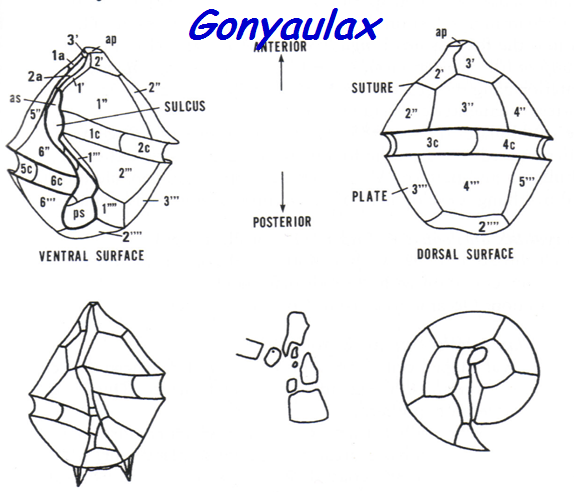 Gonyaulax
3' ap
1a
2'
2a
1'
2"
as
1"
SULCUS
5"
1c
2c
6"
1'''
5c
6c
2'''
6'''
ps
1''''
3'''
2''''
VENTRAL SURFACE
ANTERIOR
POSTERIOR
ap
2'
3'
SUTURE
2"
3"
4"
3c
4c
PLATE
3'''
4'''
5'''
2''''
DORSAL SURFACE